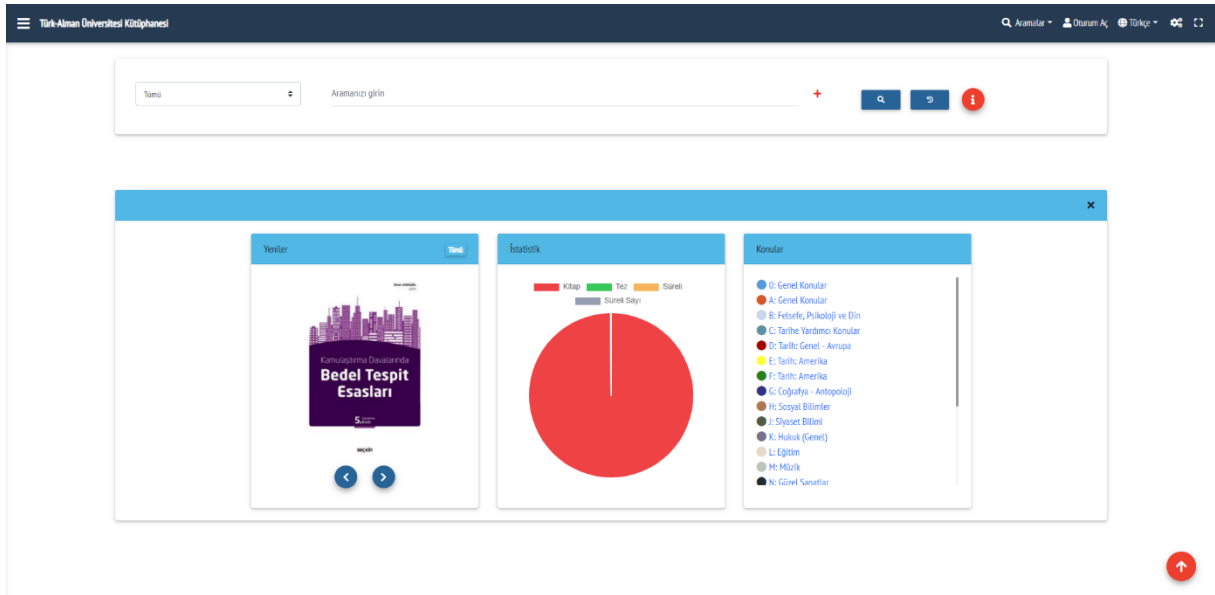 Türk-Alman Üniversitesi Kütüphanesi
Aramalar Oturum Aç Türkçe
Tümü
Aramanızı girin
Yeniler
Tümü
Kamulaştırma Davalarında
Bedel Tespit
Esasları
5.
seçkin
İstatistik
Kitap Tez Süreli
Süreli Sayı
Konular
0: Genel Konular
A: Genel Konular
B: Felsefe, Psikoloji ve Din
C: Tarihe Yardımcı Konular
D: Tarih: Genel - Avrupa
E: Tarih: Amerika
F: Tarih: Amerika
G: Coğrafya - Antopoloji
H: Sosyal Bilimler
J: Siyaset Bilimi
K: Hukuk (Genel)
L: Eğitim
M: Müzik
N: Güzel Sanatlar